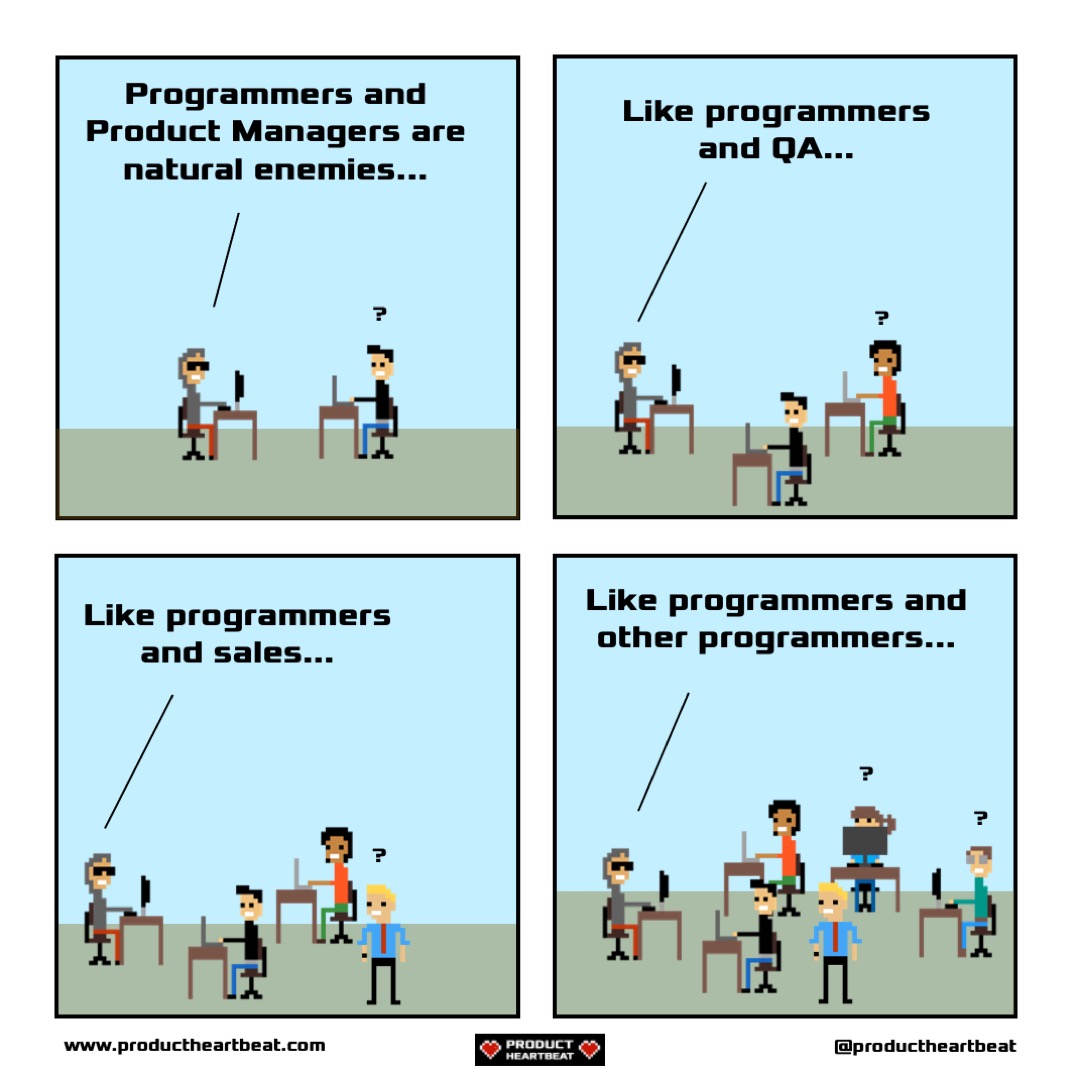 Programmers and
Product Managers are
natural enemies...
?
Like programmers
and QA...
?
Like programmers
and sales...
?
Like programmers and
other programmers...
?
?
www.productheartbeat.com
PRODUCT
HEARTBEAT
@productheartbeat